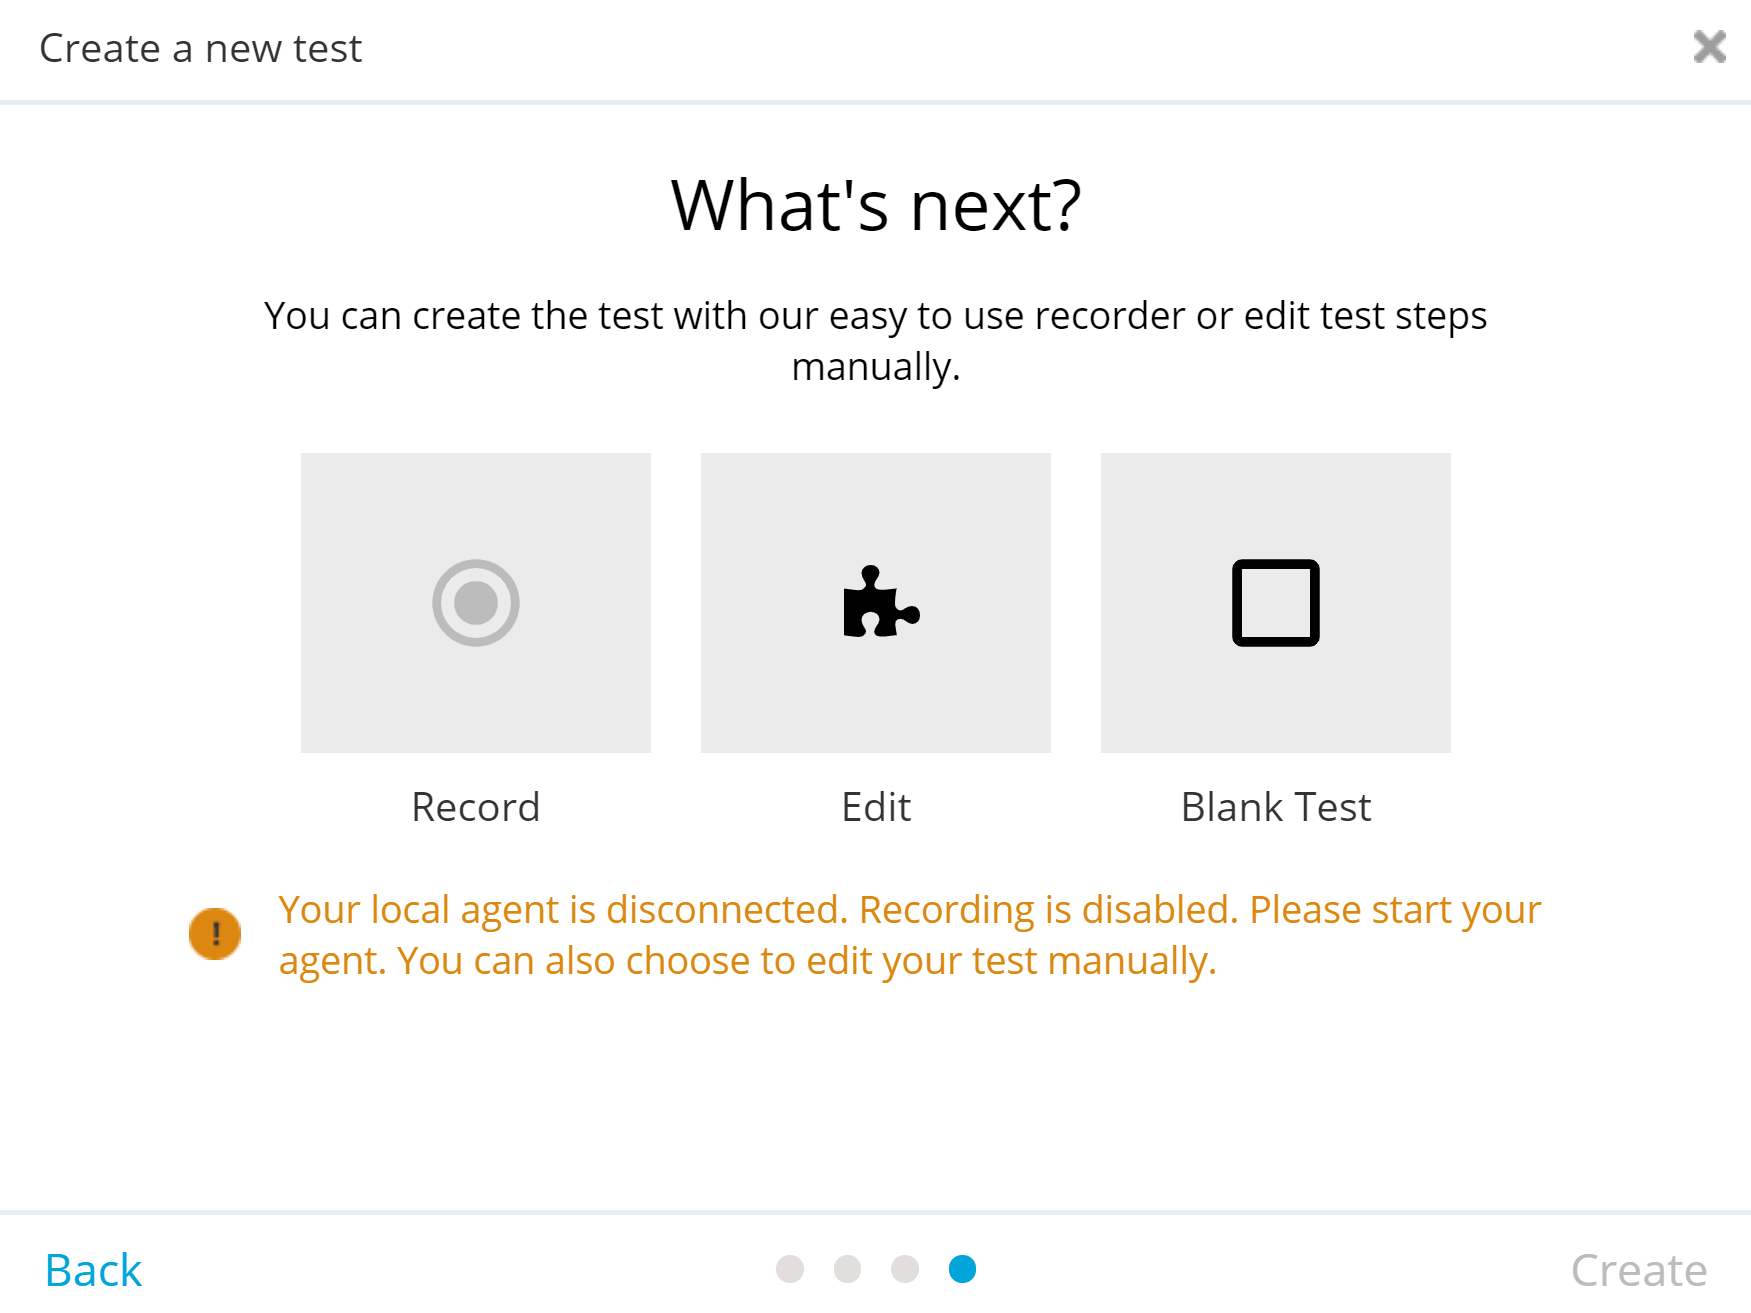 Create a new test
What's next?
You can create the test with our easy to use recorder or edit test steps
manually.
Record
Edit
Blank Test
Your local agent is disconnected. Recording is disabled. Please start your
agent. You can also choose to edit your test manually.
Back
Create